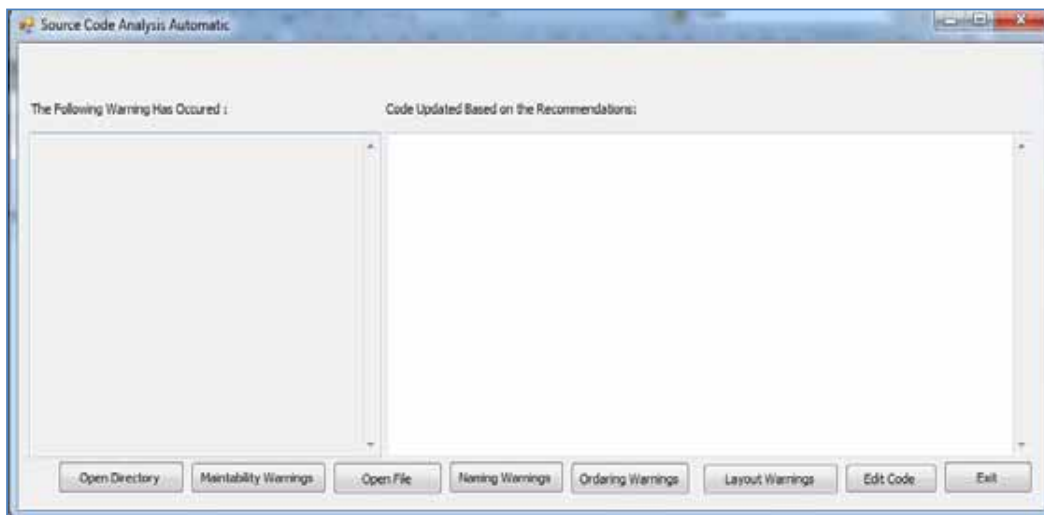 Source Code Analysis Automatic
The Following Warning Has Occured :
Code Updated Based on the Recommendations:
Open Directory
Maintability Warnings
Open File
Naming Warnings
Ordering Warnings
Layout Warnings
Edit Code
Exit